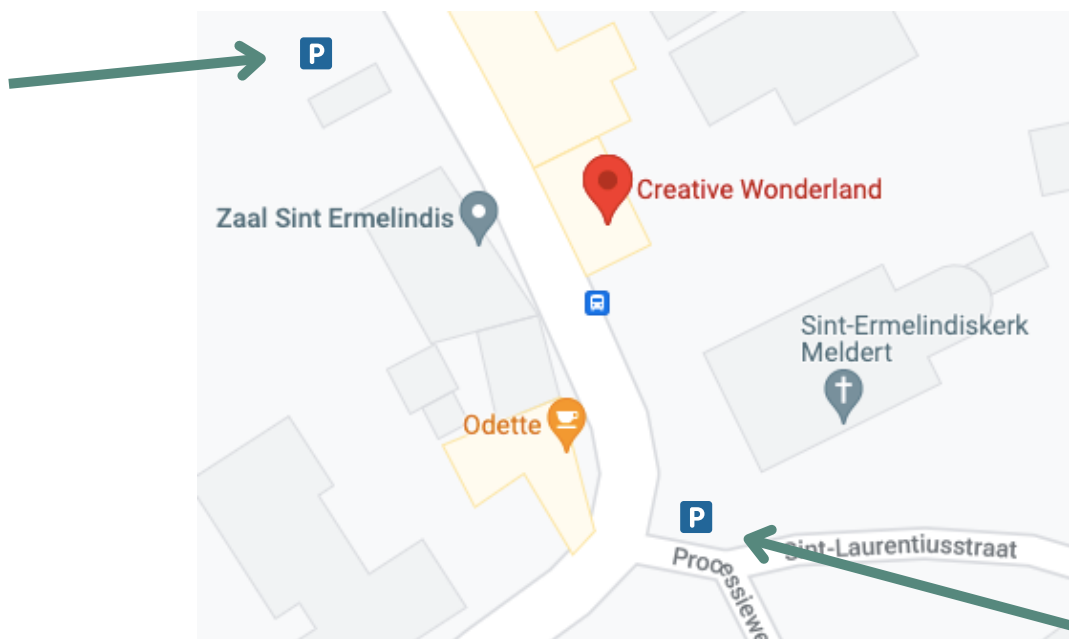 P
Creative Wonderland
Zaal Sint Ermelindis
Sint-Ermelindiskerk
Meldert
Odette
P
Sint-Laurentiusstraat